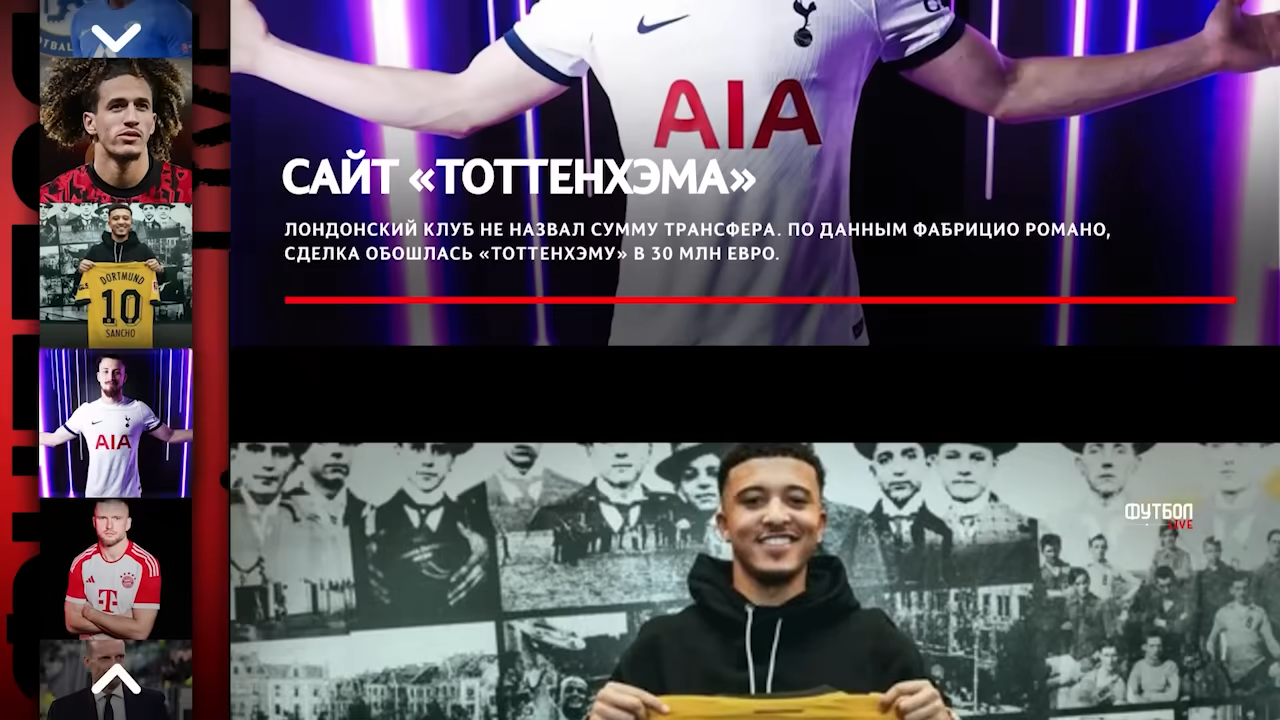 DORTMUND
10
SANCHO
AIA
T
AIA
САЙТ «ТОТТЕНХЭМА»
ЛОНДОНСКИЙ КЛУБ НЕ НАЗВАЛ СУММУ ТРАНСФЕРА. ПО ДАННЫМ ФАБРИЦИО РОМАНО,
СДЕЛКА ОБОШЛАСЬ «ТОТТЕНХЭМУ» В 30 МЛН ЕВРО.
ФУТБОЛ
LIVE